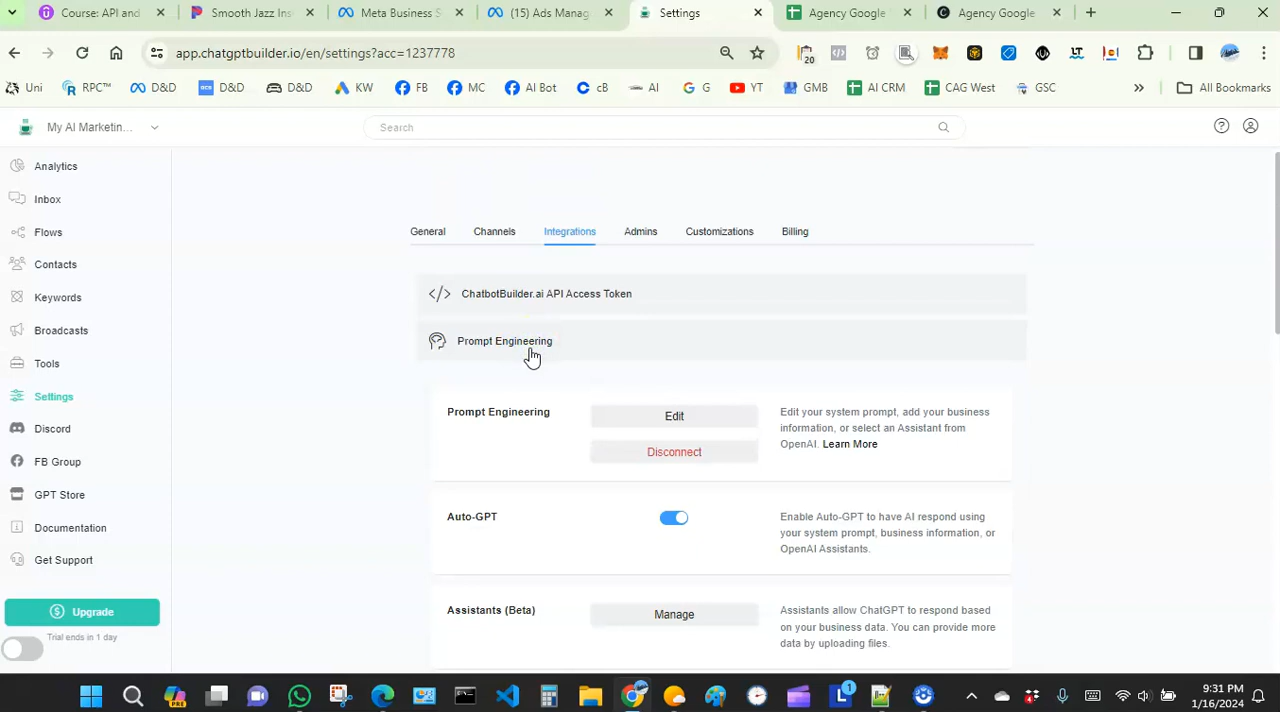 Course: API and
Smooth Jazz Ins
Meta Business S
(15) Ads Manag
Settings
Agency Google
Agency Google
app.chatgptbuilder.io/en/settings?acc=1237778
20
Uni
RPC™
D&D
D&D
D&D
KW
FB
MC
AI Bot
cB
AI
G
YT
GMB
AI CRM
CAG West
GSC
»
All Bookmarks
My AI Marketin...
Search
Analytics
Inbox
Flows
Contacts
Keywords
Broadcasts
Tools
Settings
Discord
FB Group
GPT Store
Documentation
Get Support
Upgrade
Trial ends in 1 day
General
Channels
Integrations
Admins
Customizations
Billing
ChatbotBuilder.ai API Access Token
Prompt Engineering
Prompt Engineering
Edit
Disconnect
Edit your system prompt, add your business
information, or select an Assistant from
OpenAI. Learn More
Auto-GPT
Enable Auto-GPT to have AI respond using
your system prompt, business information, or
OpenAI Assistants.
Assistants (Beta)
Manage
Assistants allow ChatGPT to respond based
on your business data. You can provide more
data by uploading files.
9:31 PM
1/16/2024